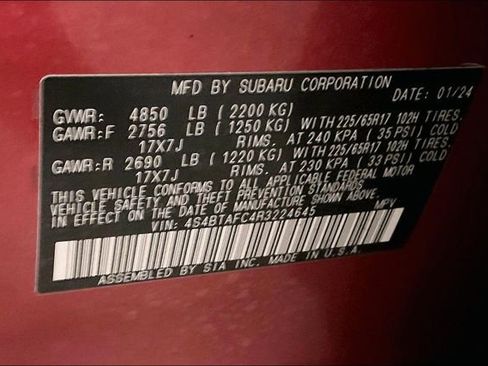 MFD BY SUBARU CORPORATION DATE: 01/24
GVWR: 4850 LB (2200 KG)
GAWR:F 2756 LB (1250 KG) WITH 225/65R17 102H TIRES.
17X7J RIMS. AT 240 KPA (35 PSI) COLD
GAWR:R 2690 LB (1220 KG) WITH 225/65R17 102H TIRES.
17X7J RIMS. AT 230 KPA (33 PSI) COLD
THIS VEHICLE CONFORMS TO ALL APPLICABLE FEDERAL MOTOR
VEHICLE SAFETY AND THEFT PREVENTION STANDARDS
IN EFFECT ON THE DATE OF MANUFACTURE SHOWN ABOVE.
VIN: 4S4BTAFC4R3224645 MPV
ASSEMBLED BY SIA INC. MADE IN U.S.A.